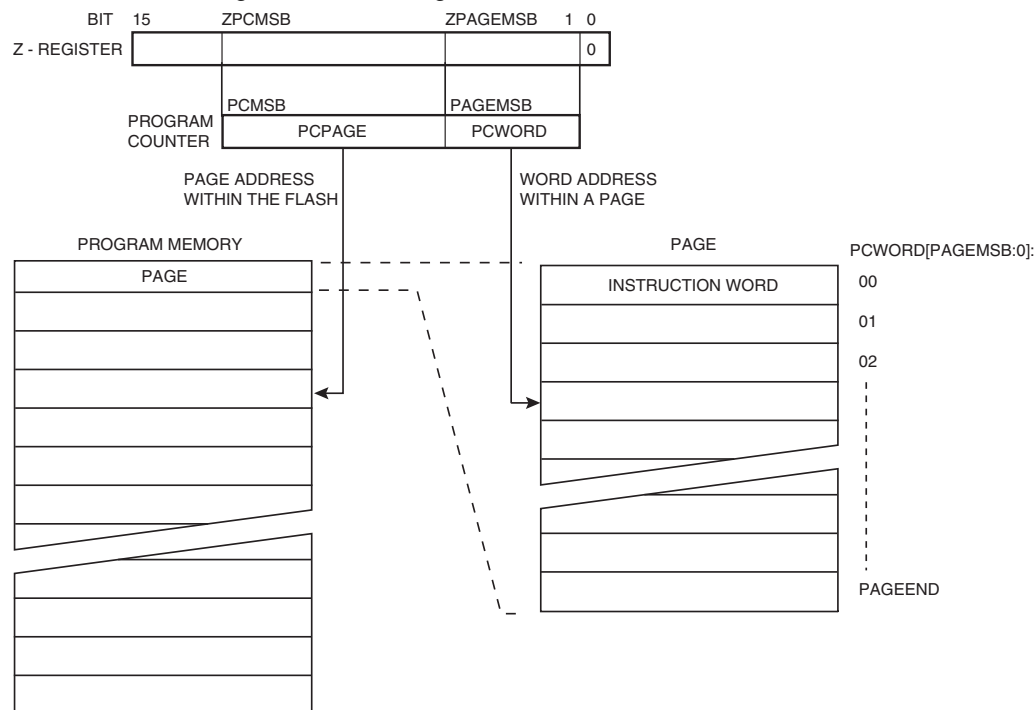 BIT 15 ZPCMSB ZPAGEMSB 1 0
Z - REGISTER 0
PCMSB PAGEMSB
PROGRAM
COUNTER
PCPAGE PCWORD
PAGE ADDRESS
WITHIN THE FLASH
WORD ADDRESS
WITHIN A PAGE
PROGRAM MEMORY
PAGE
PAGE
PCWORD[PAGEMSB:0]:
INSTRUCTION WORD 00
01
02
PAGEEND